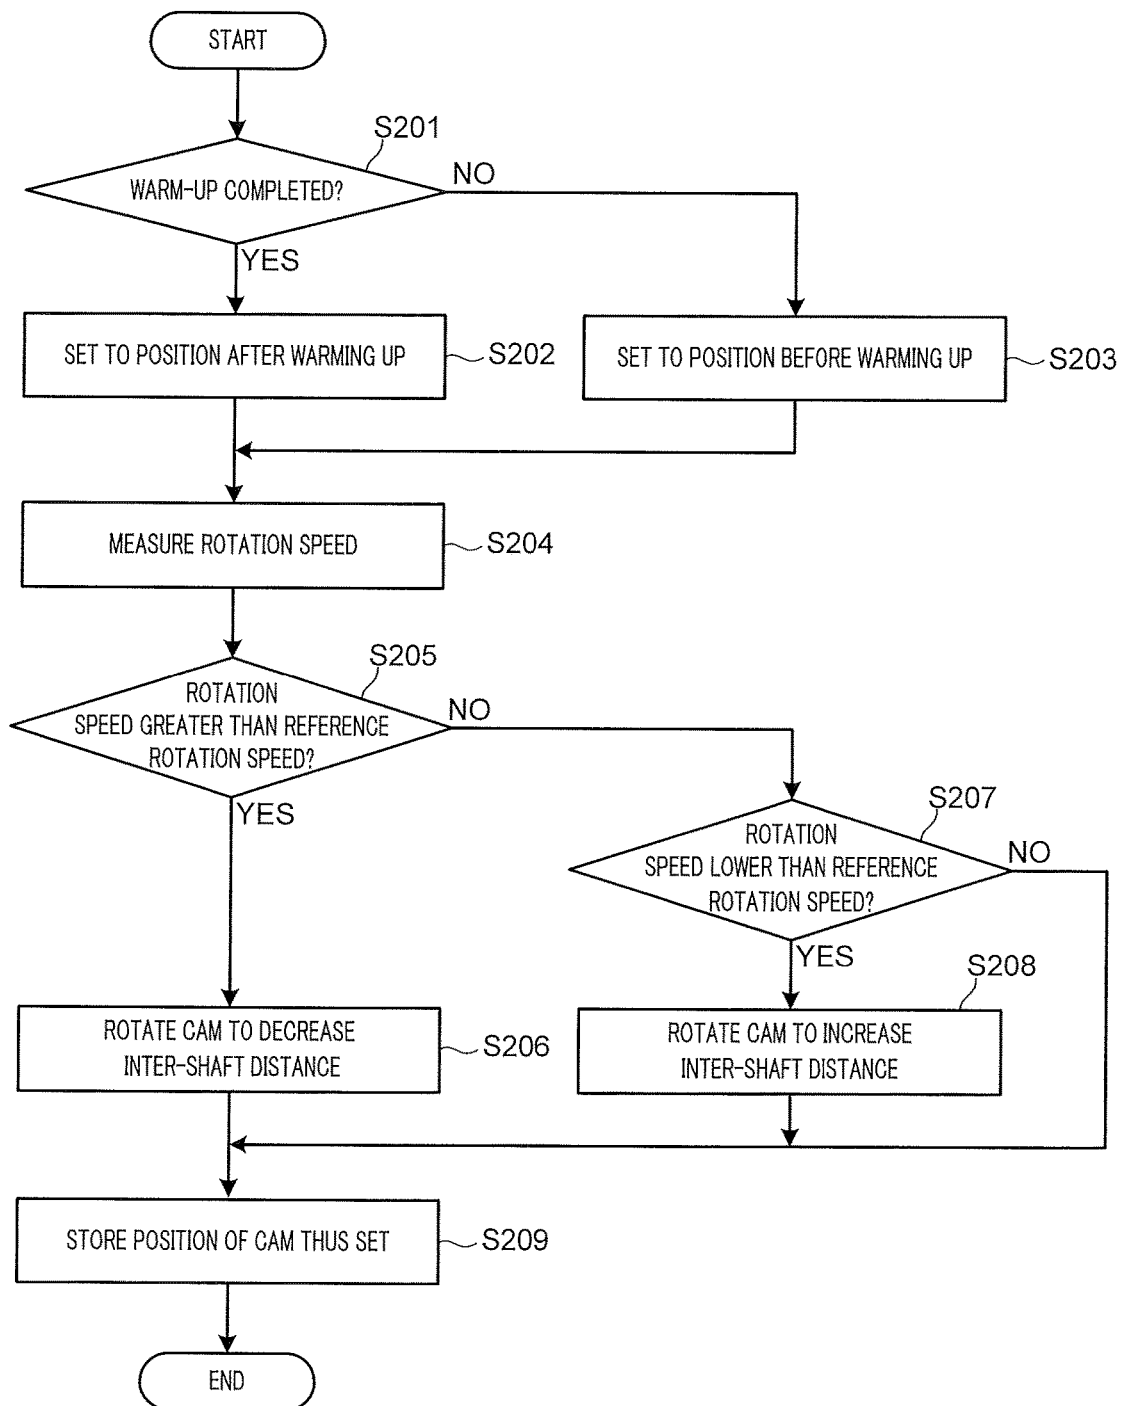 START
S201
WARM-UP COMPLETED?
NO
YES
SET TO POSITION AFTER WARMING UP
S202
SET TO POSITION BEFORE WARMING UP
S203
MEASURE ROTATION SPEED
S204
S205
ROTATION
SPEED GREATER THAN REFERENCE
ROTATION SPEED?
NO
YES
S207
ROTATION
SPEED LOWER THAN REFERENCE
ROTATION SPEED?
NO
YES
ROTATE CAM TO DECREASE
INTER-SHAFT DISTANCE
S206
S208
ROTATE CAM TO INCREASE
INTER-SHAFT DISTANCE
STORE POSITION OF CAM THUS SET
S209
END